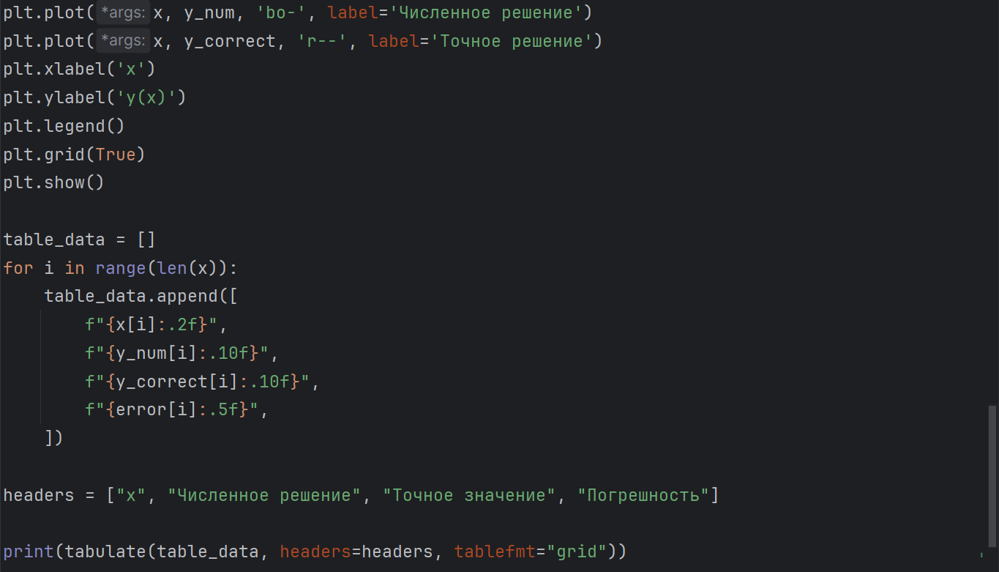 plt.plot(*args: x, y_num, 'bo-', label='Численное решение')
plt.plot(*args: x, y_correct, 'r--', label='Точное решение')
plt.xlabel('x')
plt.ylabel('y(x)')
plt.legend()
plt.grid(True)
plt.show()

table_data = []
for i in range(len(x)):
    table_data.append([
        f"{x[i]:.2f}",
        f"{y_num[i]:.10f}",
        f"{y_correct[i]:.10f}",
        f"{error[i]:.5f}",
    ])

headers = ["x", "Численное решение", "Точное значение", "Погрешность"]

print(tabulate(table_data, headers=headers, tablefmt="grid"))